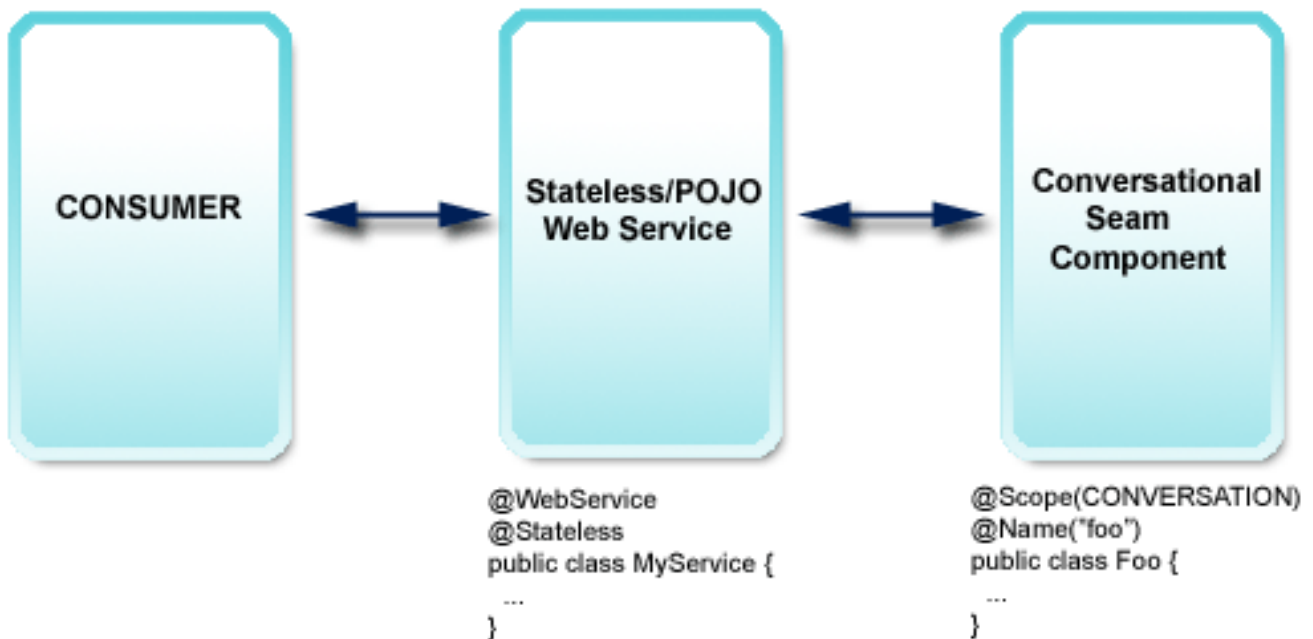 CONSUMER
Stateless/POJO
Web Service
Conversational
Seam
Component
@WebService
@Stateless
public class MyService {
...
}
@Scope(CONVERSATION)
@Name("foo")
public class Foo {
...
}